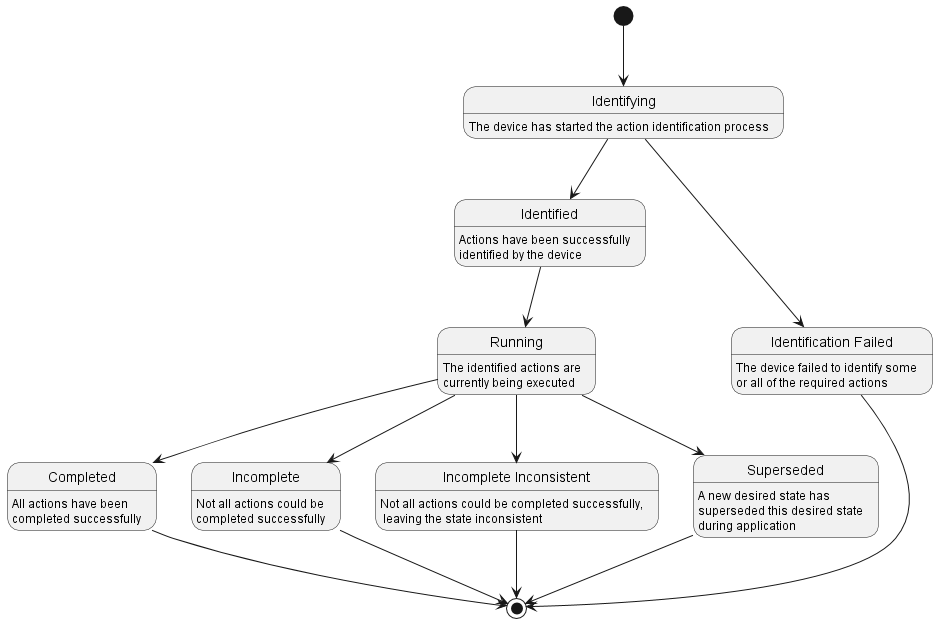 Identifying
The device has started the action identification process
Identified
Actions have been successfully
identified by the device
Running
The identified actions are
currently being executed
Identification Failed
The device failed to identify some
or all of the required actions
Completed
All actions have been
completed successfully
Incomplete
Not all actions could be
completed successfully
Incomplete Inconsistent
Not all actions could be completed successfully,
leaving the state inconsistent
Superseded
A new desired state has
superseded this desired state
during application